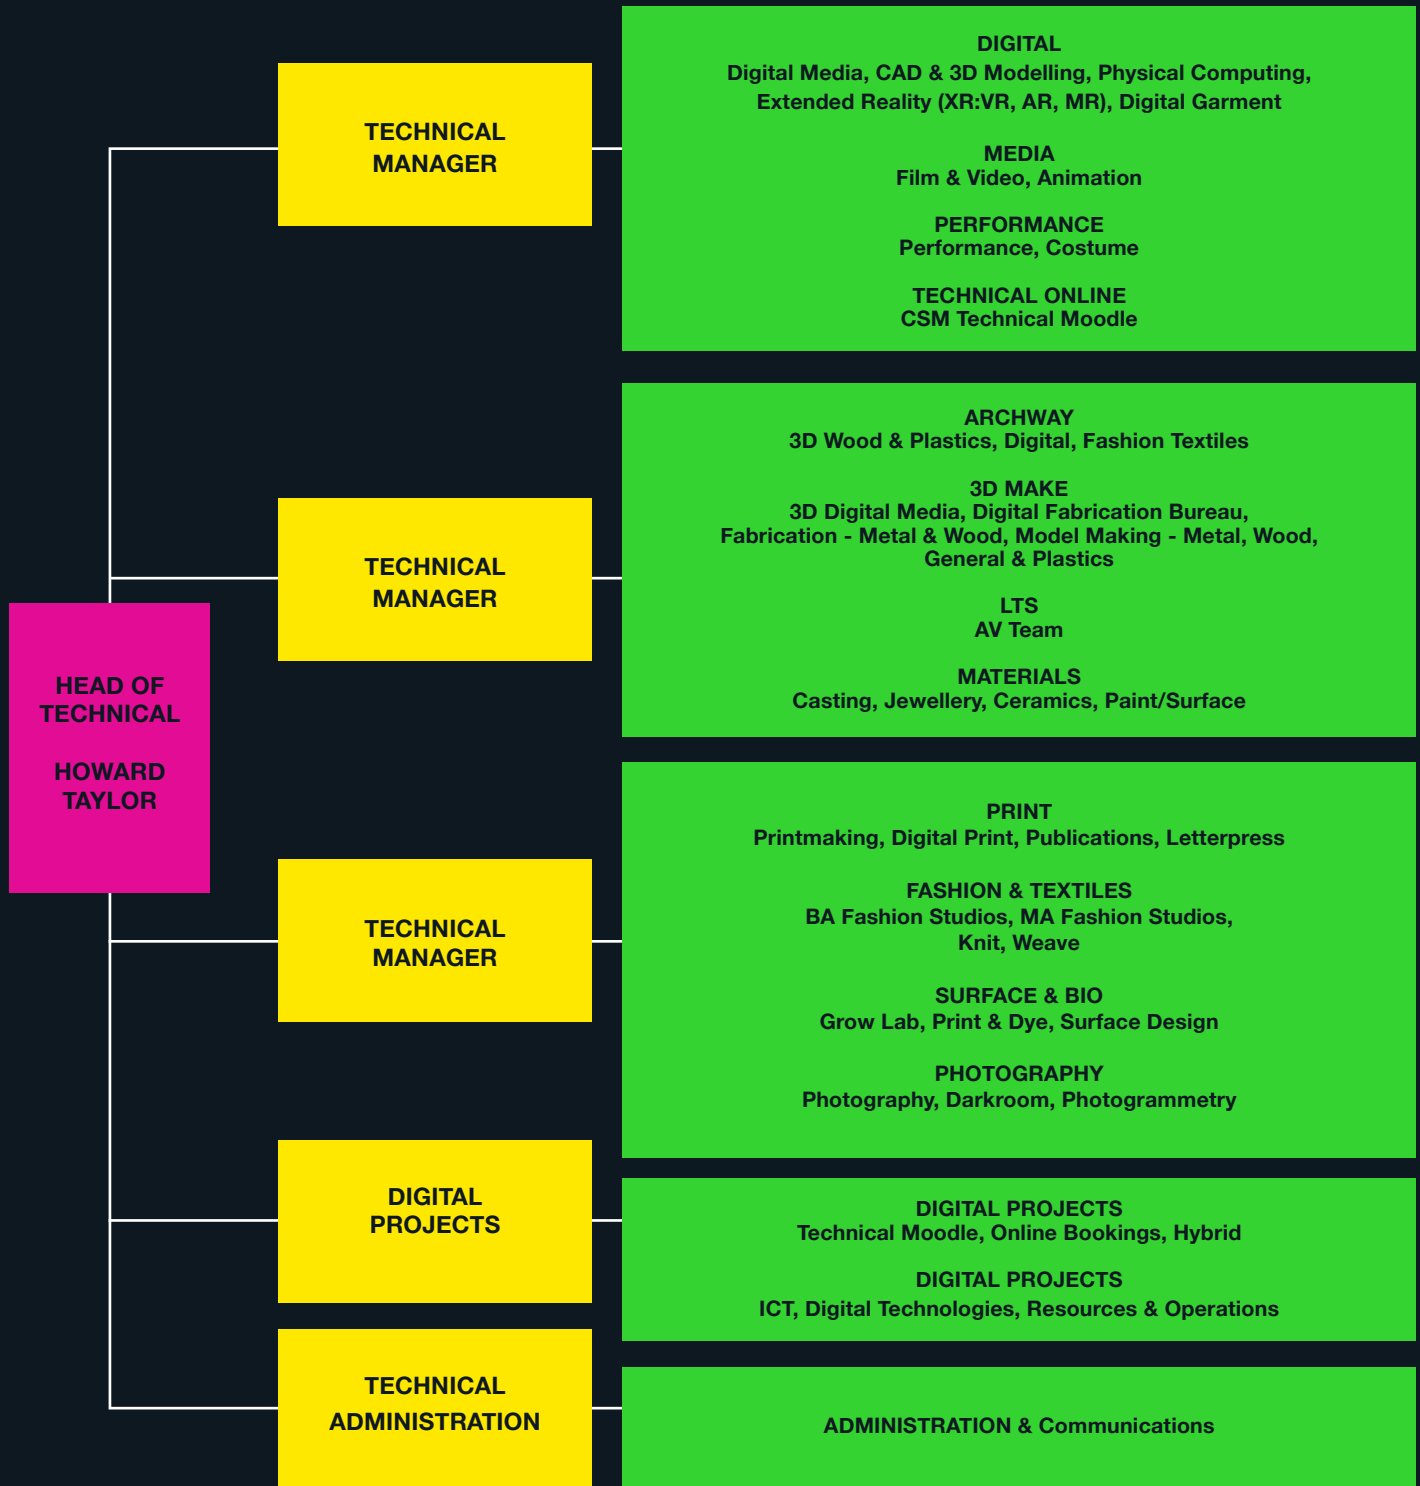 HEAD OF
TECHNICAL
HOWARD
TAYLOR
TECHNICAL
MANAGER
DIGITAL
Digital Media, CAD & 3D Modelling, Physical Computing,
Extended Reality (XR:VR, AR, MR), Digital Garment
MEDIA
Film & Video, Animation
PERFORMANCE
Performance, Costume
TECHNICAL ONLINE
CSM Technical Moodle
TECHNICAL
MANAGER
ARCHWAY
3D Wood & Plastics, Digital, Fashion Textiles
3D MAKE
3D Digital Media, Digital Fabrication Bureau,
Fabrication - Metal & Wood, Model Making - Metal, Wood,
General & Plastics
LTS
AV Team
MATERIALS
Casting, Jewellery, Ceramics, Paint/Surface
TECHNICAL
MANAGER
PRINT
Printmaking, Digital Print, Publications, Letterpress
FASHION & TEXTILES
BA Fashion Studios, MA Fashion Studios,
Knit, Weave
SURFACE & BIO
Grow Lab, Print & Dye, Surface Design
PHOTOGRAPHY
Photography, Darkroom, Photogrammetry
DIGITAL
PROJECTS
DIGITAL PROJECTS
Technical Moodle, Online Bookings, Hybrid
DIGITAL PROJECTS
ICT, Digital Technologies, Resources & Operations
TECHNICAL
ADMINISTRATION
ADMINISTRATION & Communications